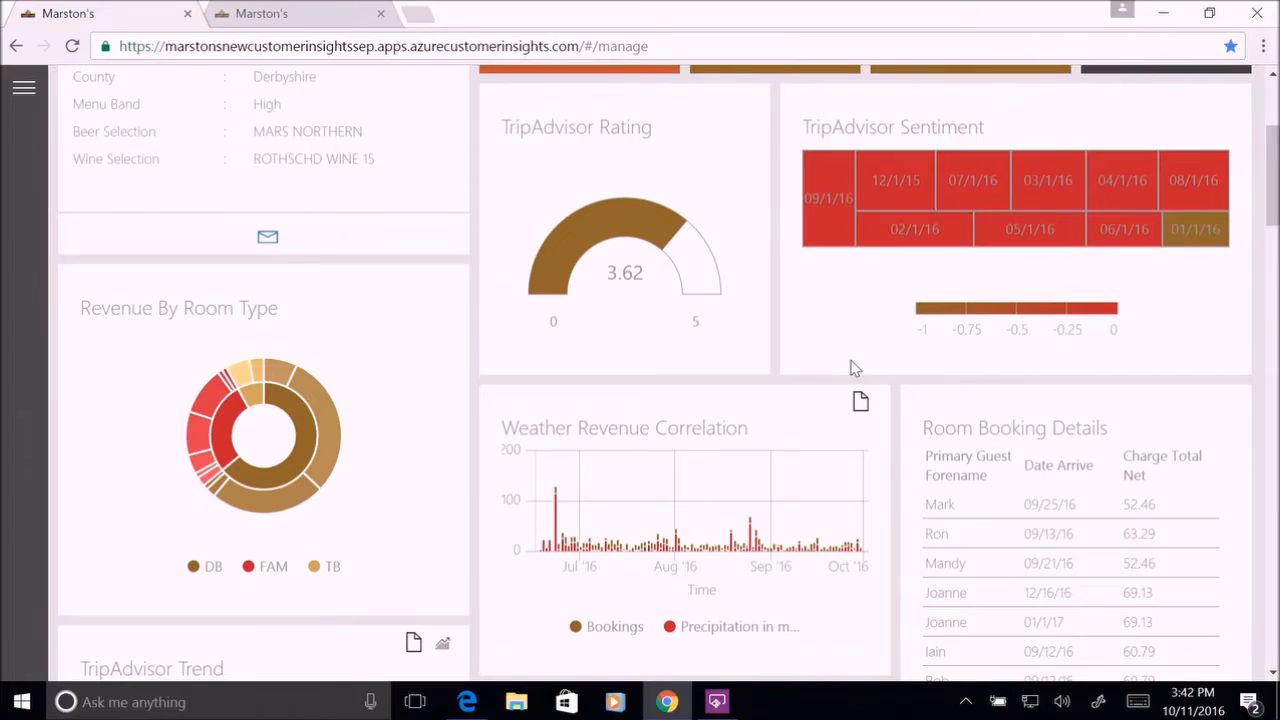 Marston's
Marston's
https://marstonsnewcustomerinsightssep.apps.azurecustomerinsights.com/#/manage
County : Derbyshire
Menu Band : High
Beer Selection : MARS NORTHERN
Wine Selection : ROTHSCHD WINE 15
TripAdvisor Rating
3.62
0 5
TripAdvisor Sentiment
09/1/16 12/1/15 07/1/16 03/1/16 04/1/16 08/1/16
02/1/16 05/1/16 06/1/16 01/1/16
-1 -0.75 -0.5 -0.25 0
Revenue By Room Type
DB FAM TB
Weather Revenue Correlation
200
100
0
Jul '16 Aug '16 Sep '16 Oct '16
Time
Bookings Precipitation in m...
Room Booking Details
Primary Guest Forename Date Arrive Charge Total Net
Mark 09/25/16 52.46
Ron 09/13/16 63.29
Mandy 09/21/16 52.46
Joanne 12/16/16 69.13
Joanne 01/1/17 69.13
Iain 09/12/16 60.79
TripAdvisor Trend
Ask me anything
3:42 PM
10/11/2016
2